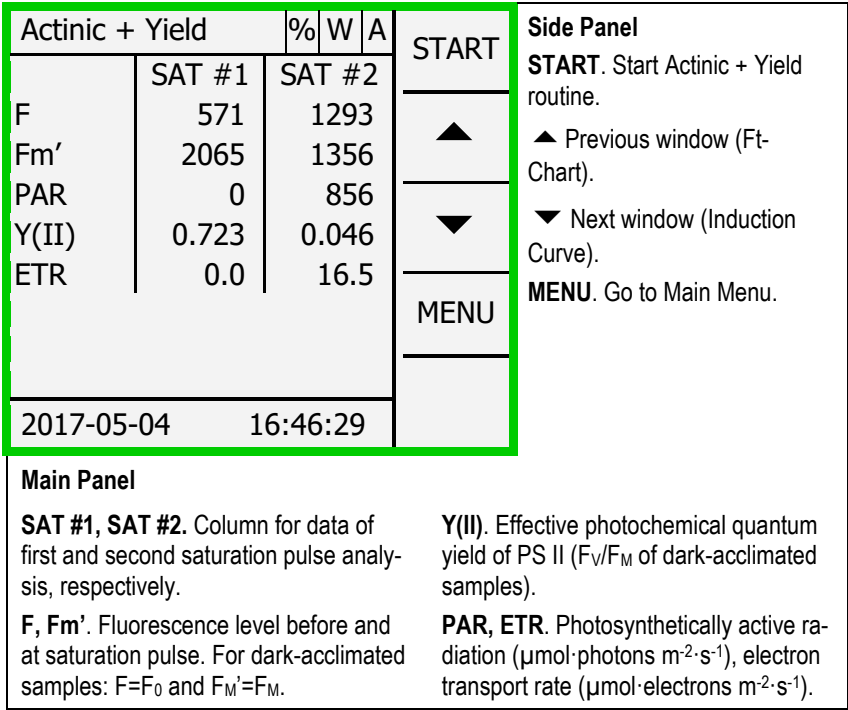 Actinic + Yield % W A
SAT #1 SAT #2
F 571 1293
Fm′ 2065 1356
PAR 0 856
Y(II) 0.723 0.046
ETR 0.0 16.5
2017-05-04 16:46:29
START
▲
▼
MENU
Side Panel
START. Start Actinic + Yield
routine.
▲ Previous window (Ft-
Chart).
▼ Next window (Induction
Curve).
MENU. Go to Main Menu.
Main Panel
SAT #1, SAT #2. Column for data of
first and second saturation pulse analy-
sis, respectively.
F, Fm’. Fluorescence level before and
at saturation pulse. For dark-acclimated
samples: F=F0 and FM’=FM.
Y(II). Effective photochemical quantum
yield of PS II (FV/FM of dark-acclimated
samples).
PAR, ETR. Photosynthetically active ra-
diation (µmol·photons m-2·s-1), electron
transport rate (µmol·electrons m-2·s-1).